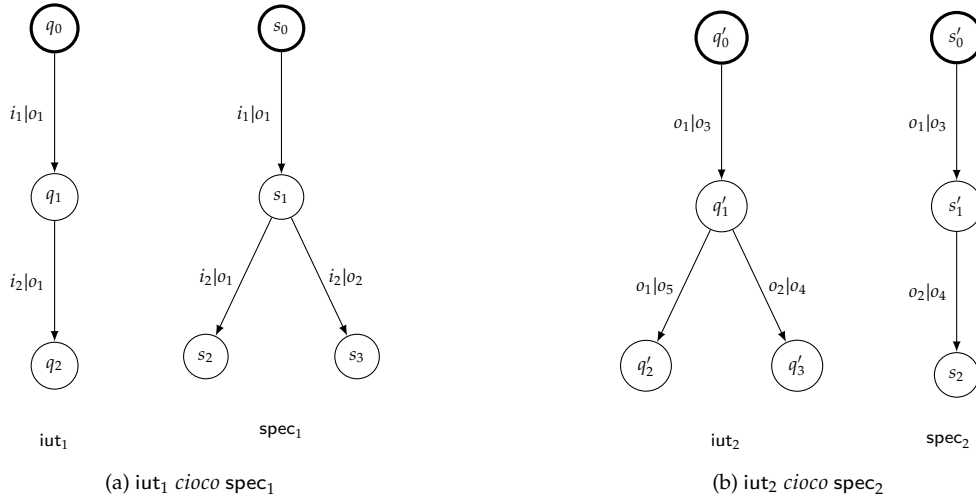 q₀
s₀
q′₀
s′₀
i₁|o₁
i₁|o₁
o₁|o₃
o₁|o₃
q₁
s₁
q′₁
s′₁
i₂|o₁
i₂|o₁
i₂|o₂
o₁|o₅
o₂|o₄
o₂|o₄
q₂
s₂
s₃
q′₂
q′₃
s₂
iut₁
spec₁
iut₂
spec₂
(a) iut₁ cioco spec₁
(b) iut₂ cioco spec₂